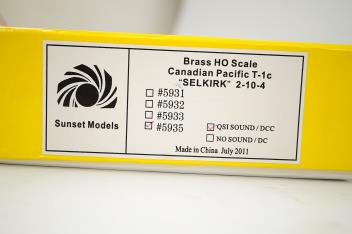 Brass HO Scale
Canadian Pacific T-1c
"SELKIRK" 2-10-4
#5931
#5932
#5933
#5935
QSI SOUND / DCC
NO SOUND / DC
Sunset Models
Made in China July 2011